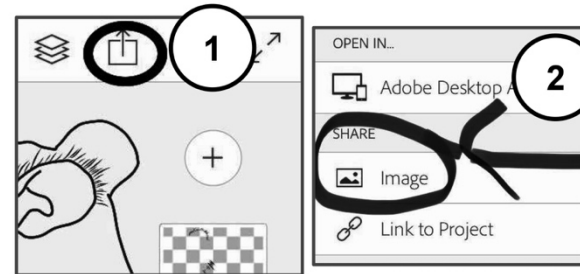 1
2
OPEN IN...
Adobe Desktop
SHARE
Image
Link to Project